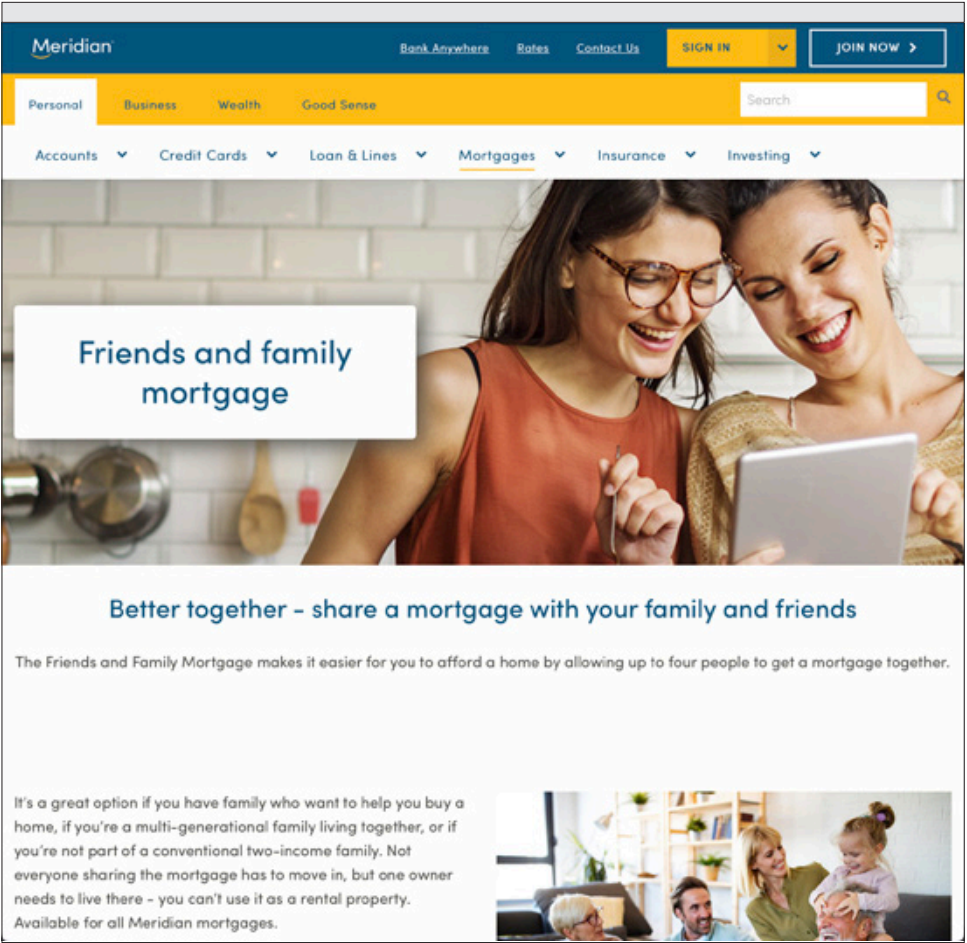 Meridian
Bank Anywhere Rates Contact Us SIGN IN JOIN NOW >
Personal Business Wealth Good Sense Search
Accounts Credit Cards Loan & Lines Mortgages Insurance Investing
Friends and family
mortgage
Better together - share a mortgage with your family and friends
The Friends and Family Mortgage makes it easier for you to afford a home by allowing up to four people to get a mortgage together.
It's a great option if you have family who want to help you buy a
home, if you're a multi-generational family living together, or if
you're not part of a conventional two-income family. Not
everyone sharing the mortgage has to move in, but one owner
needs to live there - you can't use it as a rental property.
Available for all Meridian mortgages.